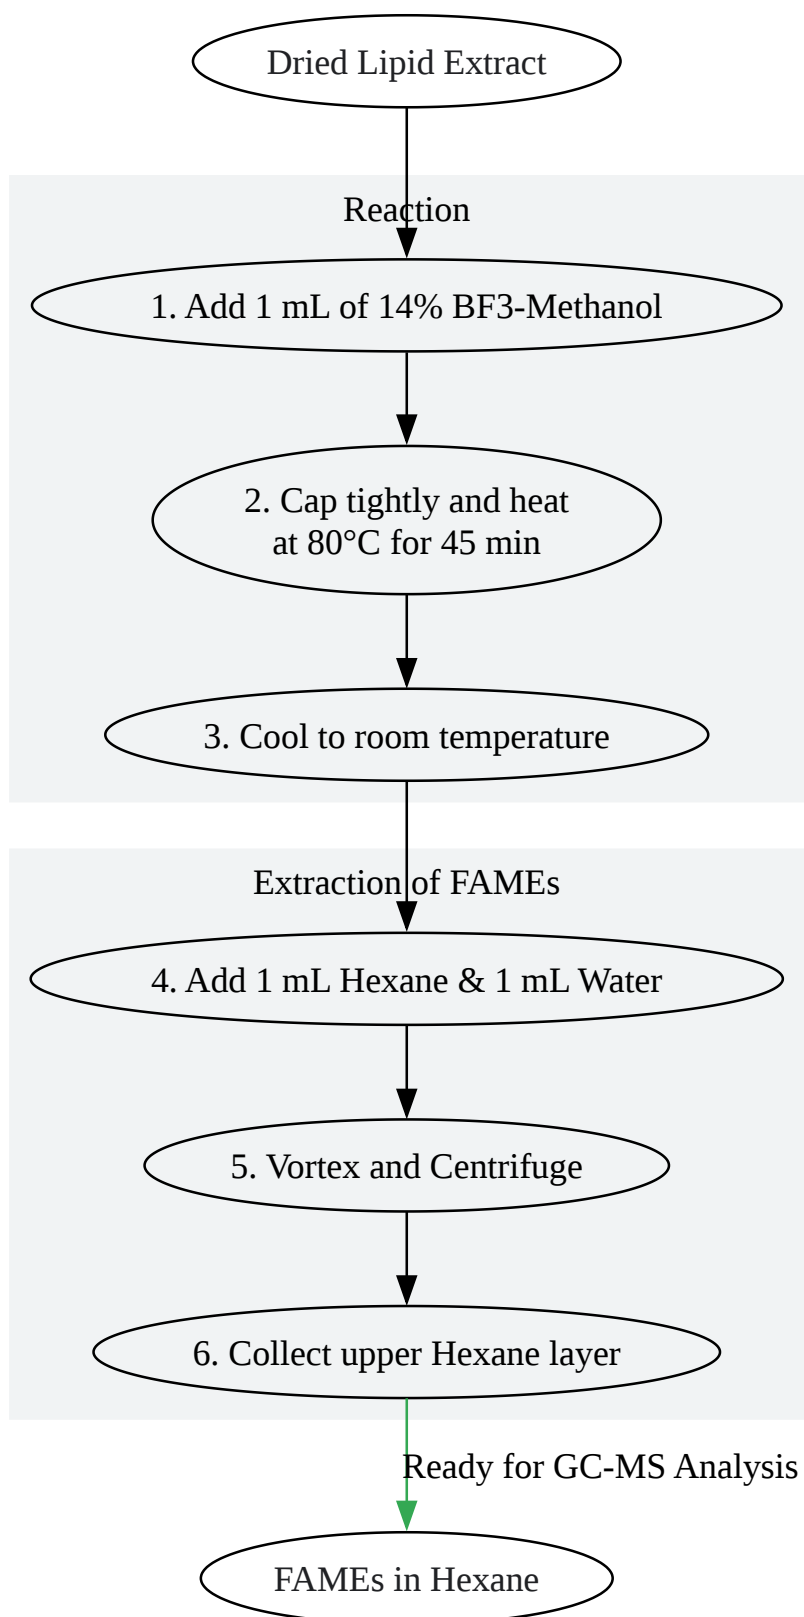 Dried Lipid Extract
Reaction
1. Add 1 mL of 14% BF3-Methanol
2. Cap tightly and heat
at 80°C for 45 min
3. Cool to room temperature
Extraction of FAMEs
4. Add 1 mL Hexane & 1 mL Water
5. Vortex and Centrifuge
6. Collect upper Hexane layer
Ready for GC-MS Analysis
FAMEs in Hexane